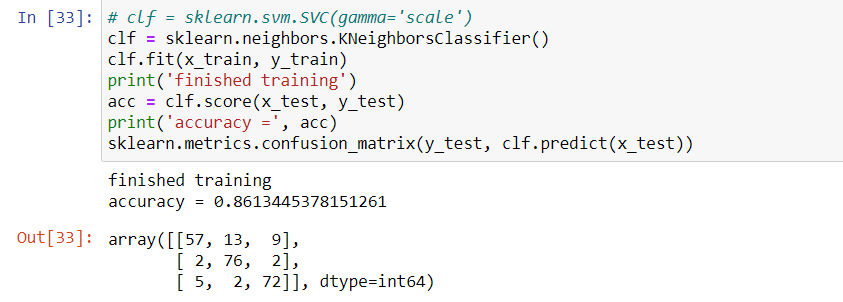 In [33]: # clf = sklearn.svm.SVC(gamma='scale')
clf = sklearn.neighbors.KNeighborsClassifier()
clf.fit(x_train, y_train)
print('finished training')
acc = clf.score(x_test, y_test)
print('accuracy =', acc)
sklearn.metrics.confusion_matrix(y_test, clf.predict(x_test))
finished training
accuracy = 0.8613445378151261
Out[33]: array([[57, 13,  9],
       [ 2, 76,  2],
       [ 5,  2, 72]], dtype=int64)